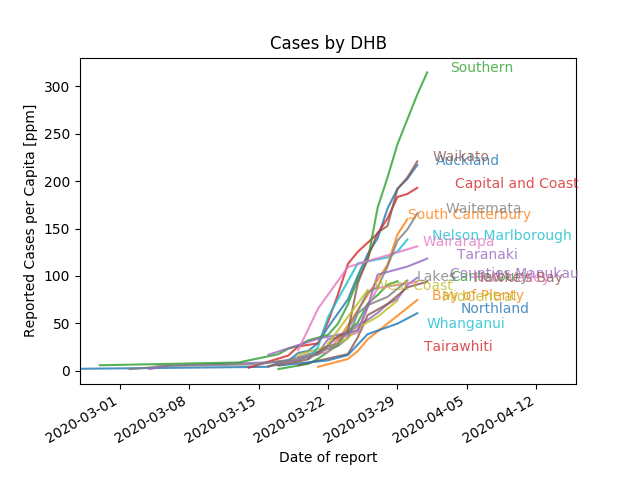 Cases by DHB
Reported Cases per Capita [ppm]
300
250
200
150
100
50
0
Southern
Waikato
Auckland
Capital and Coast
Waitemata
South Canterbury
Nelson Marlborough
Wairarapa
Taranaki
Counties Manukau
Lakes
Canterbury
Hawke's Bay
West Coast
Bay of Plenty
MidCentral
Northland
Whanganui
Tairawhiti
2020-03-01
2020-03-08
2020-03-15
2020-03-22
2020-03-29
2020-04-05
2020-04-12
Date of report